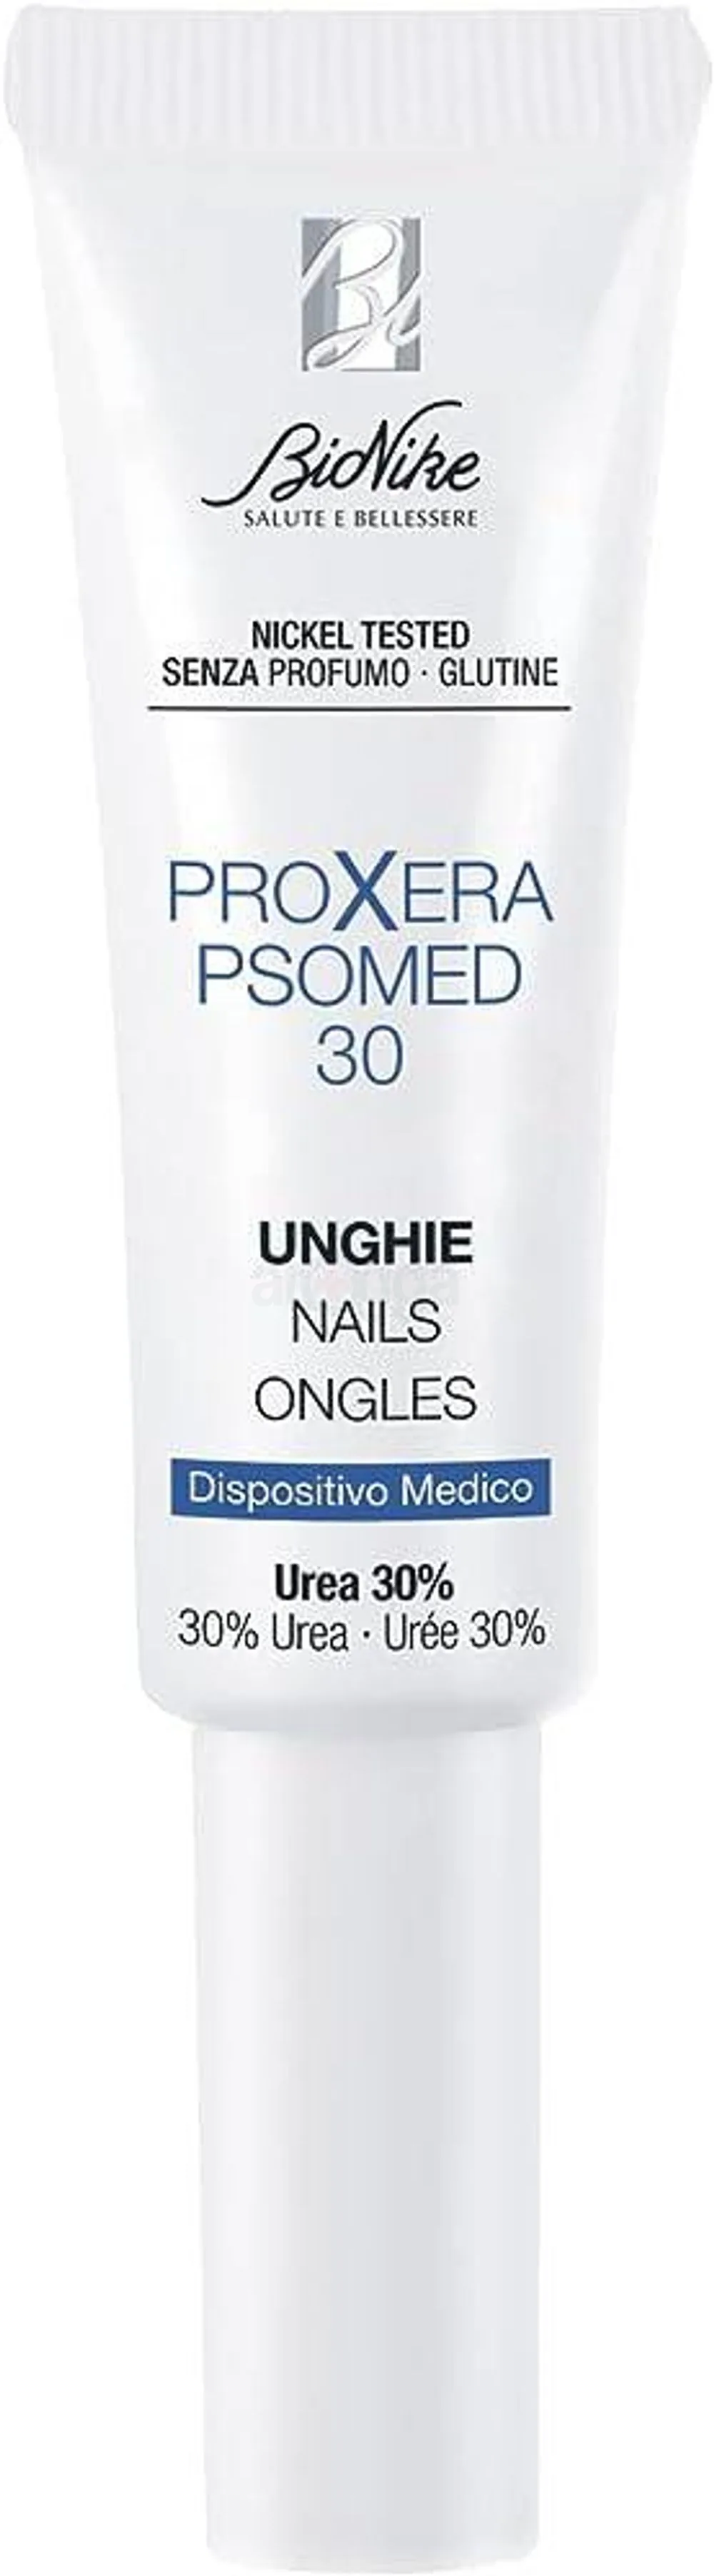 BioNike
SALUTE E BELLESSERE
NICKEL TESTED
SENZA PROFUMO · GLUTINE
PROXERA
PSOMED
30
UNGHIE
NAILS
ONGLES
Dispositivo Medico
Urea 30%
30% Urea · Urée 30%